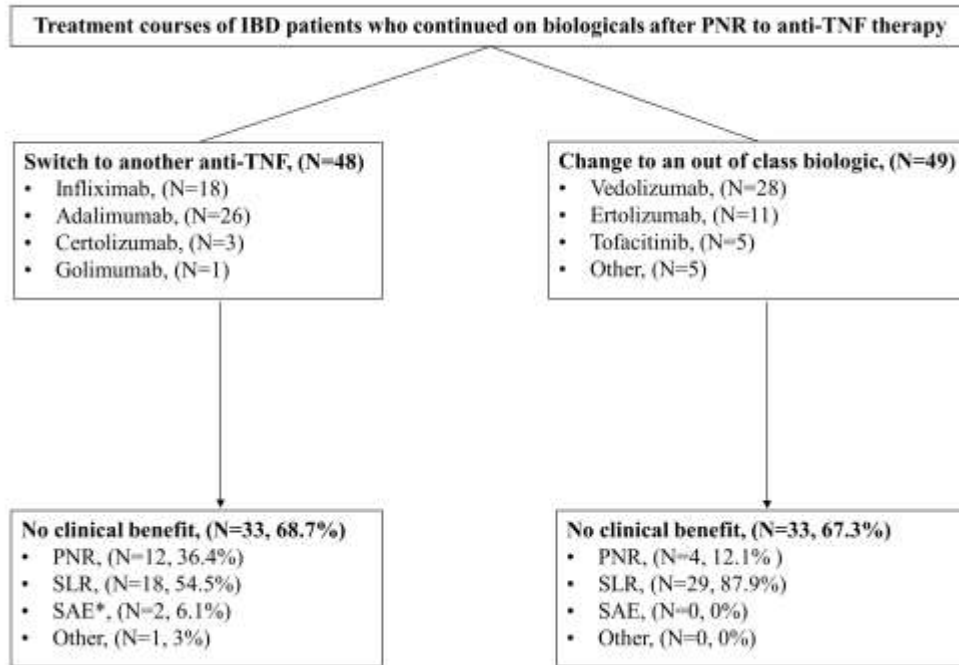 Treatment courses of IBD patients who continued on biologicals after PNR to anti-TNF therapy
Switch to another anti-TNF, (N=48)
• Infliximab, (N=18)
• Adalimumab, (N=26)
• Certolizumab, (N=3)
• Golimumab, (N=1)
Change to an out of class biologic, (N=49)
• Vedolizumab, (N=28)
• Ertolizumab, (N=11)
• Tofacitinib, (N=5)
• Other, (N=5)
No clinical benefit, (N=33, 68.7%)
• PNR, (N=12, 36.4%)
• SLR, (N=18, 54.5%)
• SAE*, (N=2, 6.1%)
• Other, (N=1, 3%)
No clinical benefit, (N=33, 67.3%)
• PNR, (N=4, 12.1% )
• SLR, (N=29, 87.9%)
• SAE, (N=0, 0%)
• Other, (N=0, 0%)